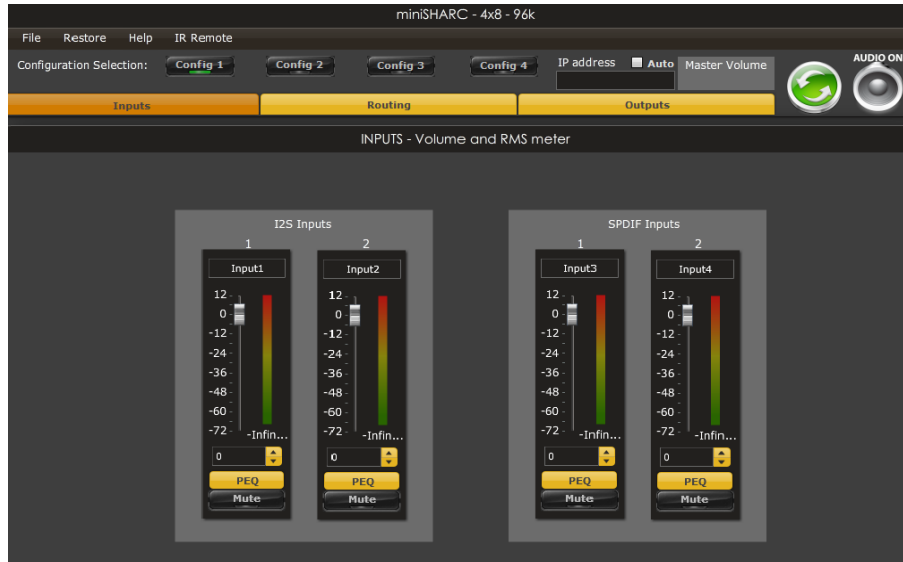 miniSHARC - 4x8 - 96k
File Restore Help IR Remote
Configuration Selection: Config 1 Config 2 Config 3 Config 4 IP address Auto Master Volume AUDIO ON
Inputs Routing Outputs
INPUTS - Volume and RMS meter
I2S Inputs SPDIF Inputs
1 2 1 2
Input1 Input2 Input3 Input4
12 12 12 12
0 0 0 0
-12 -12 -12 -12
-24 -24 -24 -24
-36 -36 -36 -36
-48 -48 -48 -48
-60 -60 -60 -60
-72 -Infin... -72 -Infin... -72 -Infin... -72 -Infin...
0 0 0 0
PEQ PEQ PEQ PEQ
Mute Mute Mute Mute